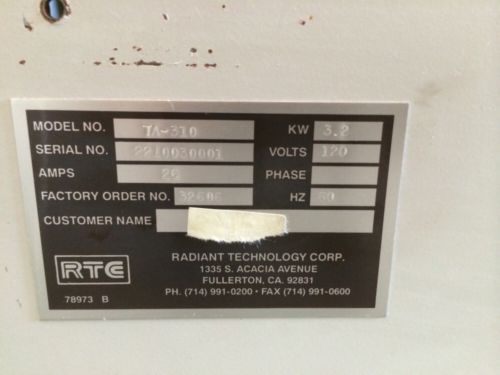 MODEL NO. TA-310 KW 3.2
SERIAL NO. 2210030001 VOLTS 120
AMPS 26 PHASE
FACTORY ORDER NO. HZ 60
CUSTOMER NAME
RTC
RADIANT TECHNOLOGY CORP.
1335 S. ACACIA AVENUE
FULLERTON, CA. 92831
PH. (714) 991-0200 • FAX (714) 991-0600
78973 B